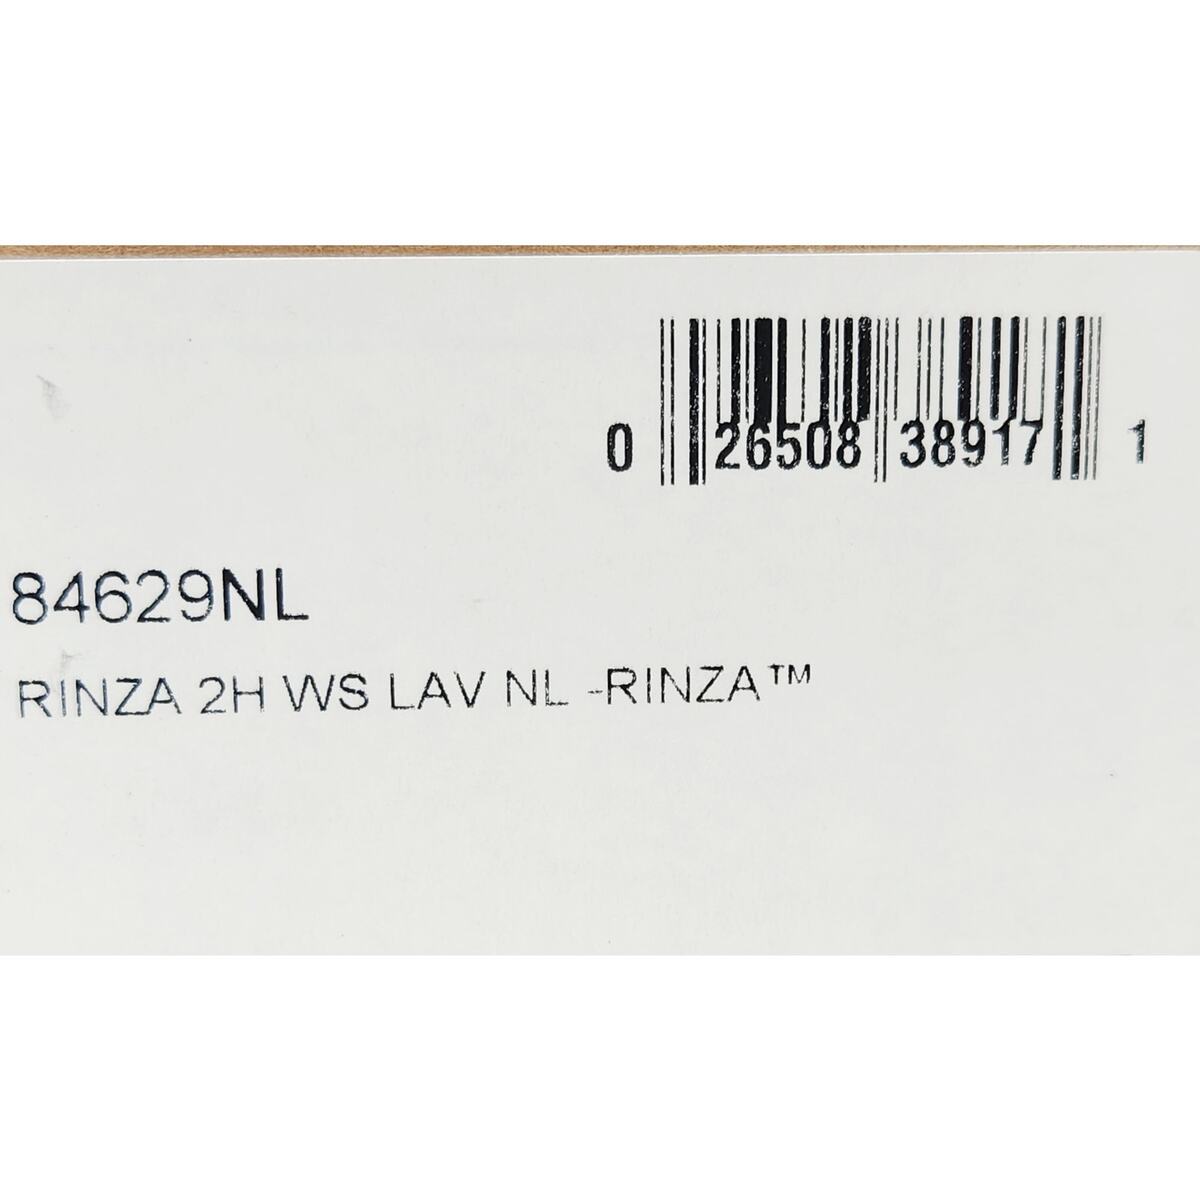 0 26508 38917 1
84629NL
RINZA 2H WS LAV NL -RINZA™